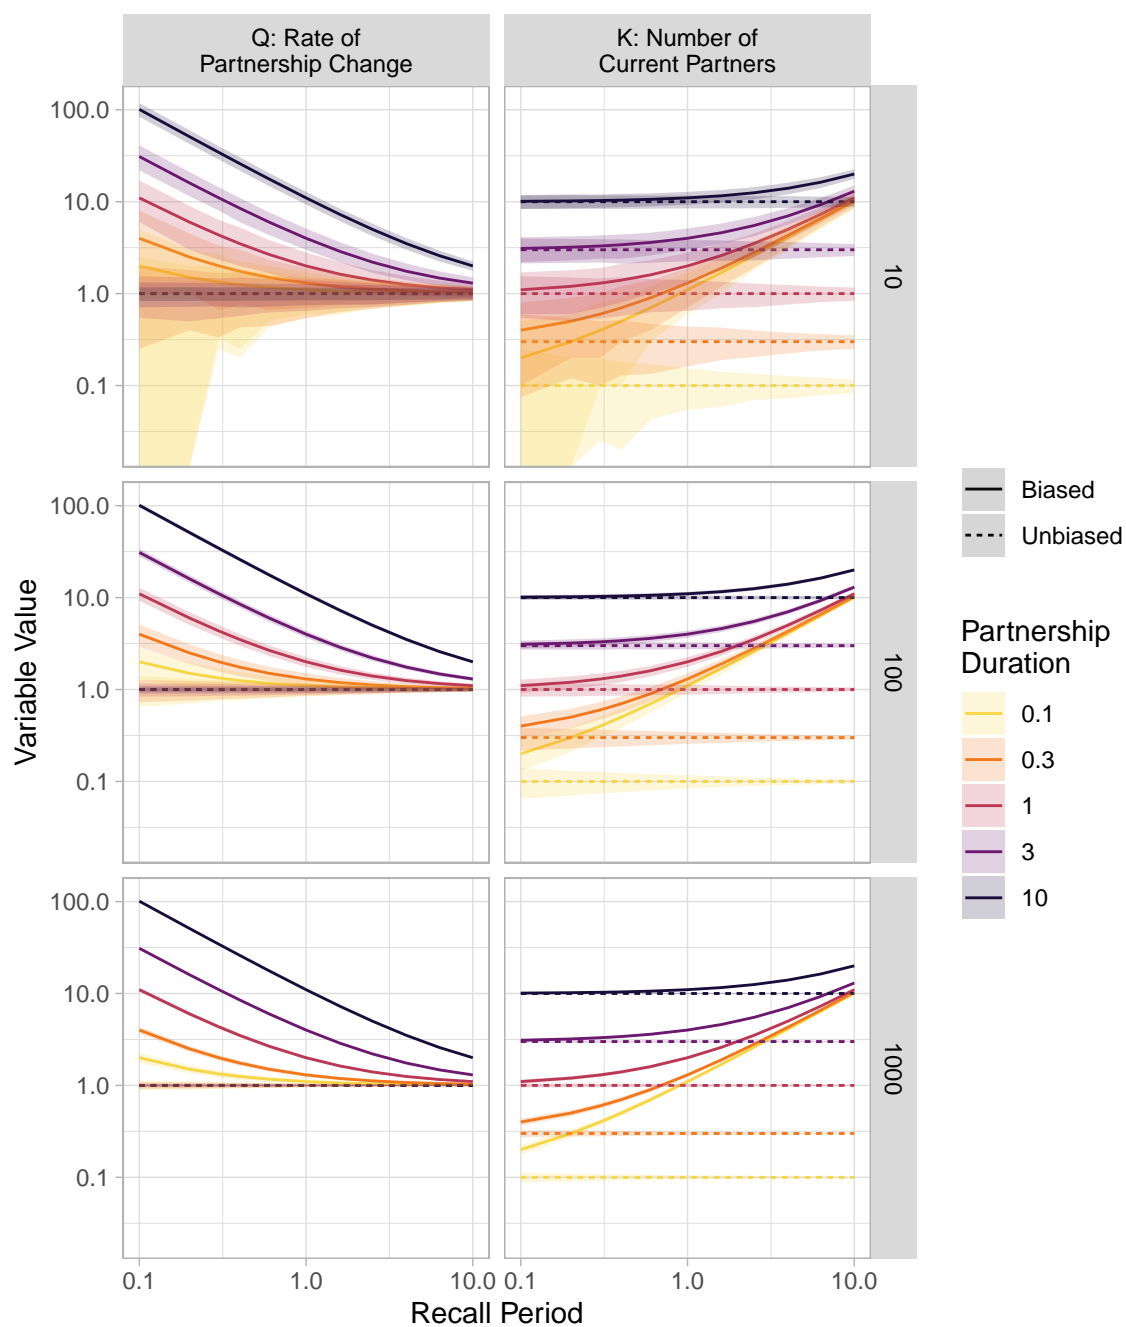 Q: Rate of
Partnership Change
K: Number of
Current Partners
100.0
10.0
1.0
0.1
10
100.0
10.0
1.0
0.1
100
100.0
10.0
1.0
0.1
1000
0.1
1.0
10.0
0.1
1.0
10.0
Recall Period
Variable Value
Biased
Unbiased
Partnership
Duration
0.1
0.3
1
3
10